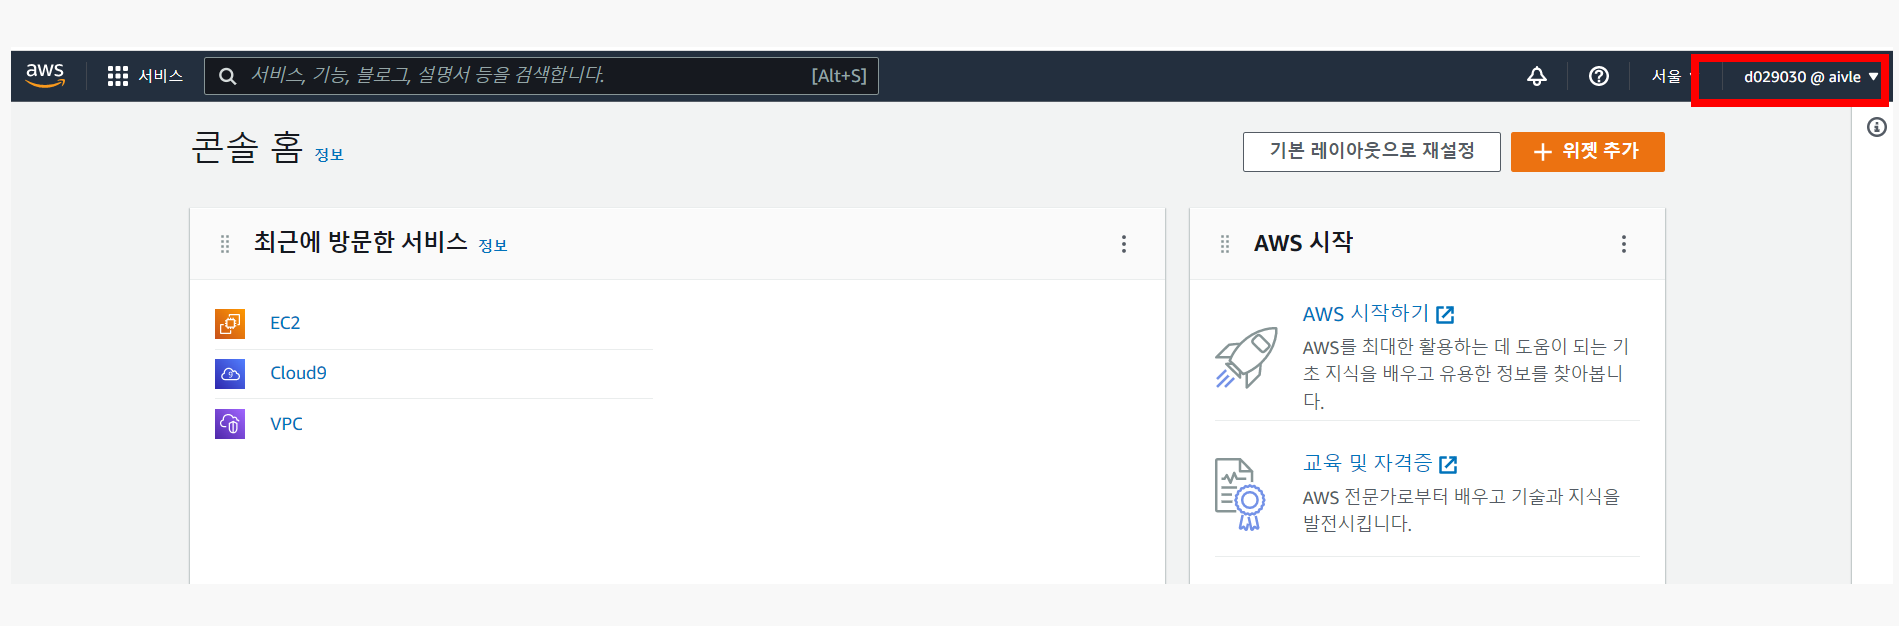 aws
서비스
서비스, 기능, 블로그, 설명서 등을 검색합니다.
[Alt+S]
서울
d029030 @ aivle
콘솔 홈 정보
기본 레이아웃으로 재설정
위젯 추가
최근에 방문한 서비스 정보
EC2
Cloud9
VPC
AWS 시작
AWS 시작하기
AWS를 최대한 활용하는 데 도움이 되는 기
초 지식을 배우고 유용한 정보를 찾아봅니
다.
교육 및 자격증
AWS 전문가로부터 배우고 기술과 지식을
발전시킵니다.